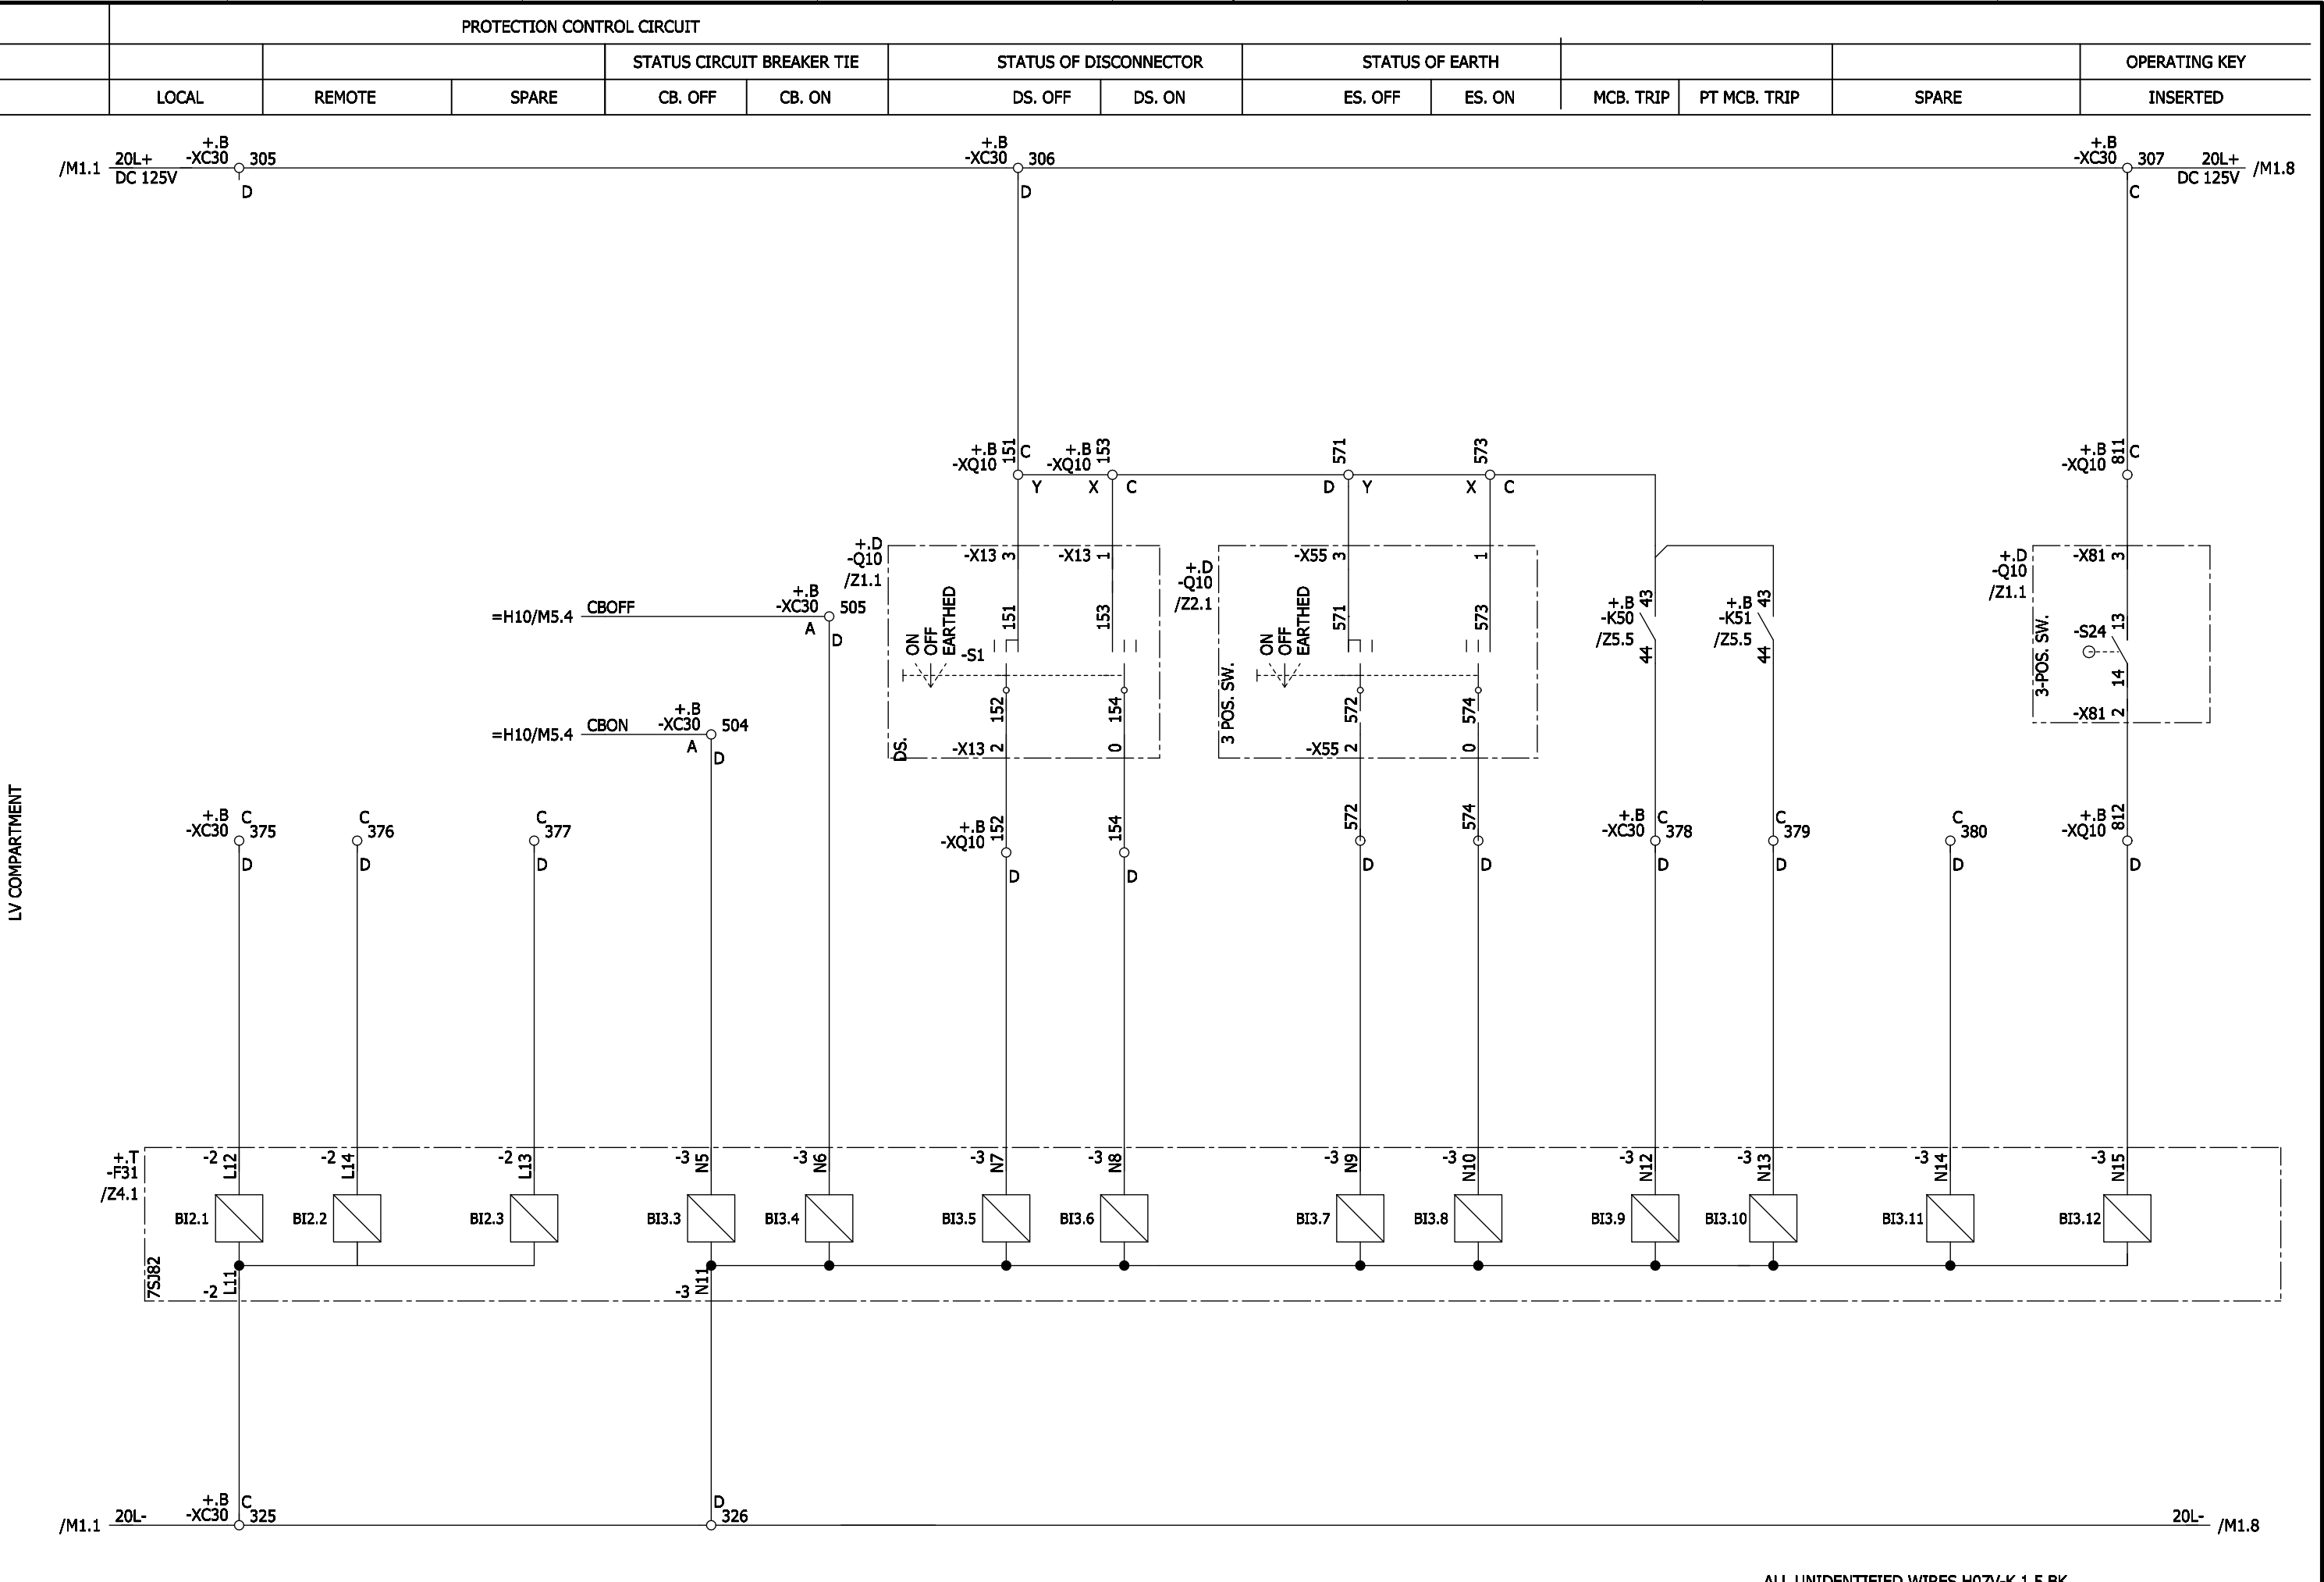 PROTECTION CONTROL CIRCUIT
STATUS CIRCUIT BREAKER TIE STATUS OF DISCONNECTOR STATUS OF EARTH OPERATING KEY
LOCAL REMOTE SPARE CB. OFF CB. ON DS. OFF DS. ON ES. OFF ES. ON MCB. TRIP PT MCB. TRIP SPARE INSERTED
+.B +.B +.B
/M1.1 20L+ -XC30 305 -XC30 306 -XC30 307 20L+ /M1.8
DC 125V D D C DC 125V
+.B 151 C +.B 153 571 573 +.B 811 C
-XQ10 -XQ10 -XQ10
Y X C D Y X C
+.D
-Q10
/Z1.1
-X13 3 -X13 1
ON
OFF
EARTHED
151 153
-S1
152 154
DS.
-X13 2 0
+.D
-Q10
/Z2.1
-X55 3 1
ON
OFF
EARTHED
571 573
572 574
3 POS. SW.
-X55 2 0
+.B 43
-K50
/Z5.5
44
+.B 43
-K51
/Z5.5
44
+.D
-Q10
/Z1.1
-X81 3
3-POS. SW.
-S24 13
14
-X81 2
=H10/M5.4 CBOFF
+.B
-XC30 505
A D
=H10/M5.4 CBON
+.B
-XC30 504
A D
LV COMPARTMENT
+.B C C C
-XC30 375 376 377
D D D
+.B 152 154
-XQ10
D D
572 574
D D
+.B C C C
-XC30 378 379 380
D D D
+.B 812
-XQ10
D
+.T
-F31
/Z4.1
-2 L12 -2 L14 -2 L13 -3 N5 -3 N6 -3 N7 -3 N8 -3 N9 -3 N10 -3 N12 -3 N13 -3 N14 -3 N15
BI2.1 BI2.2 BI2.3 BI3.3 BI3.4 BI3.5 BI3.6 BI3.7 BI3.8 BI3.9 BI3.10 BI3.11 BI3.12
7SJ82
-2 L11 -3 N11
+.B C D
/M1.1 20L- -XC30 325 326 20L- /M1.8
ALL UNIDENTIFIED WIRES H07V-K 1.5 BK